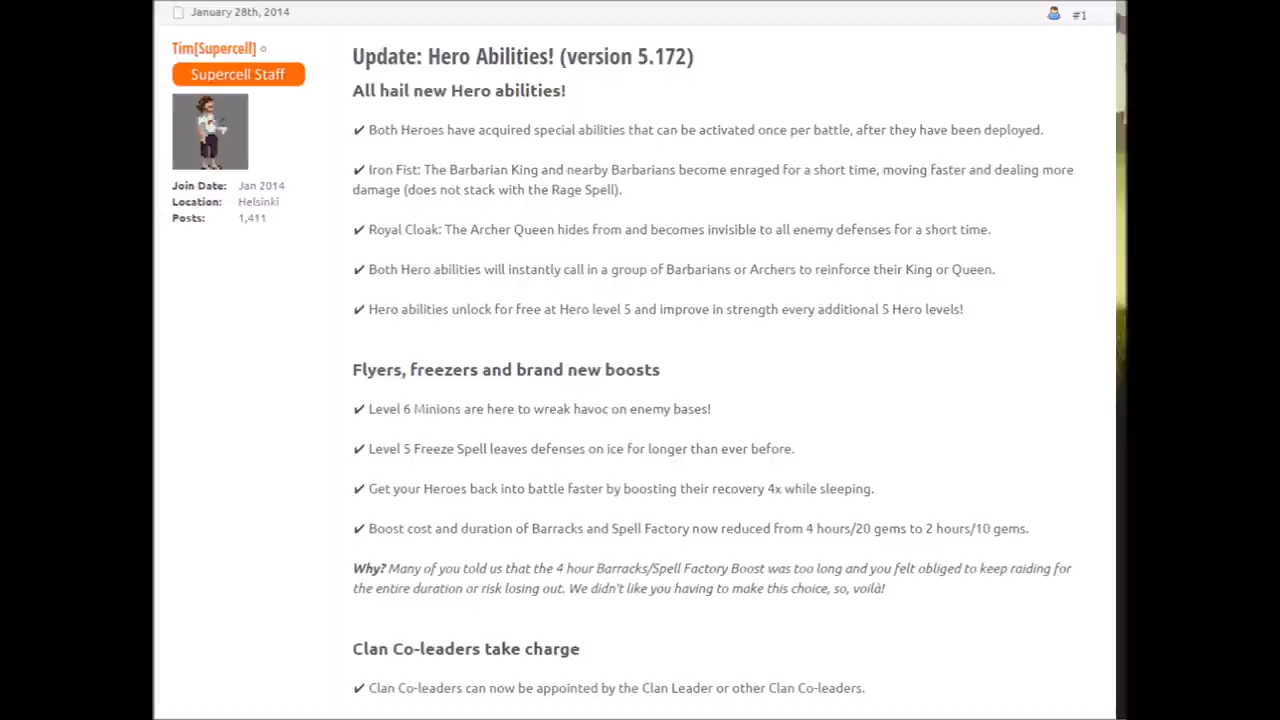 January 28th, 2014
#1
Tim[Supercell]
Supercell Staff
Join Date: Jan 2014
Location: Helsinki
Posts: 1,411
Update: Hero Abilities! (version 5.172)
All hail new Hero abilities!
✔ Both Heroes have acquired special abilities that can be activated once per battle, after they have been deployed.
✔ Iron Fist: The Barbarian King and nearby Barbarians become enraged for a short time, moving faster and dealing more
damage (does not stack with the Rage Spell).
✔ Royal Cloak: The Archer Queen hides from and becomes invisible to all enemy defenses for a short time.
✔ Both Hero abilities will instantly call in a group of Barbarians or Archers to reinforce their King or Queen.
✔ Hero abilities unlock for free at Hero level 5 and improve in strength every additional 5 Hero levels!
Flyers, freezers and brand new boosts
✔ Level 6 Minions are here to wreak havoc on enemy bases!
✔ Level 5 Freeze Spell leaves defenses on ice for longer than ever before.
✔ Get your Heroes back into battle faster by boosting their recovery 4x while sleeping.
✔ Boost cost and duration of Barracks and Spell Factory now reduced from 4 hours/20 gems to 2 hours/10 gems.
Why? Many of you told us that the 4 hour Barracks/Spell Factory Boost was too long and you felt obliged to keep raiding for
the entire duration or risk losing out. We didn't like you having to make this choice, so, voilà!
Clan Co-leaders take charge
✔ Clan Co-leaders can now be appointed by the Clan Leader or other Clan Co-leaders.